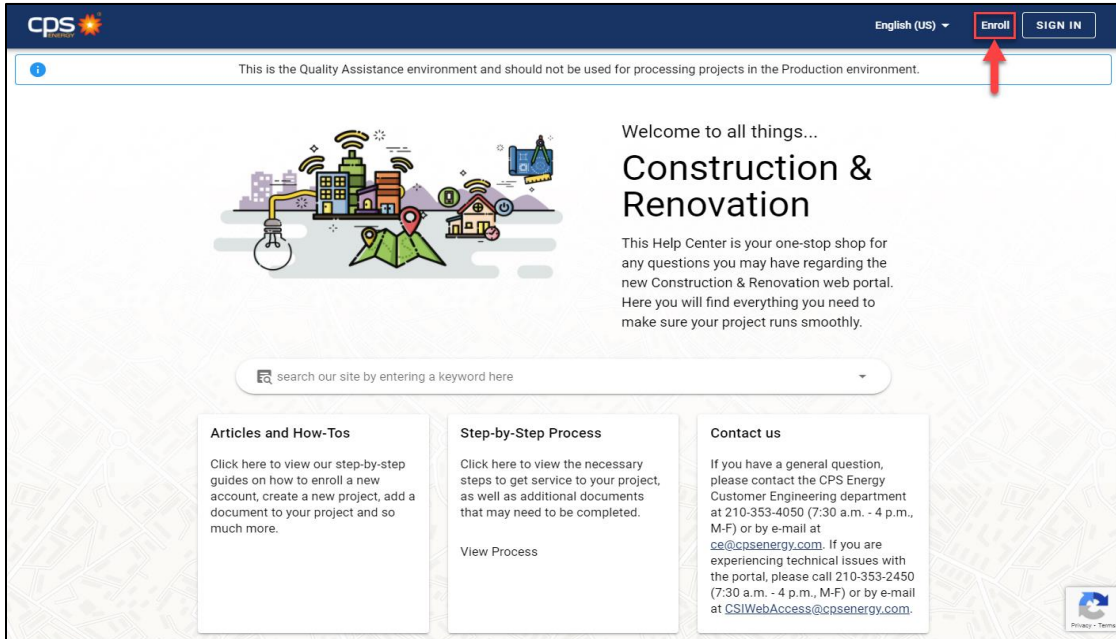 cps
ENERGY
English (US)
Enroll
SIGN IN
This is the Quality Assistance environment and should not be used for processing projects in the Production environment.
Welcome to all things...
Construction &
Renovation
This Help Center is your one-stop shop for
any questions you may have regarding the
new Construction & Renovation web portal.
Here you will find everything you need to
make sure your project runs smoothly.
search our site by entering a keyword here
Articles and How-Tos
Click here to view our step-by-step
guides on how to enroll a new
account, create a new project, add a
document to your project and so
much more.
Step-by-Step Process
Click here to view the necessary
steps to get service to your project,
as well as additional documents
that may need to be completed.
View Process
Contact us
If you have a general question,
please contact the CPS Energy
Customer Engineering department
at 210-353-4050 (7:30 a.m. - 4 p.m.,
M-F) or by e-mail at
ce@cpsenergy.com. If you are
experiencing technical issues with
the portal, please call 210-353-2450
(7:30 a.m. - 4 p.m., M-F) or by e-mail
at CSIWebAccess@cpsenergy.com.
Privacy - Terms